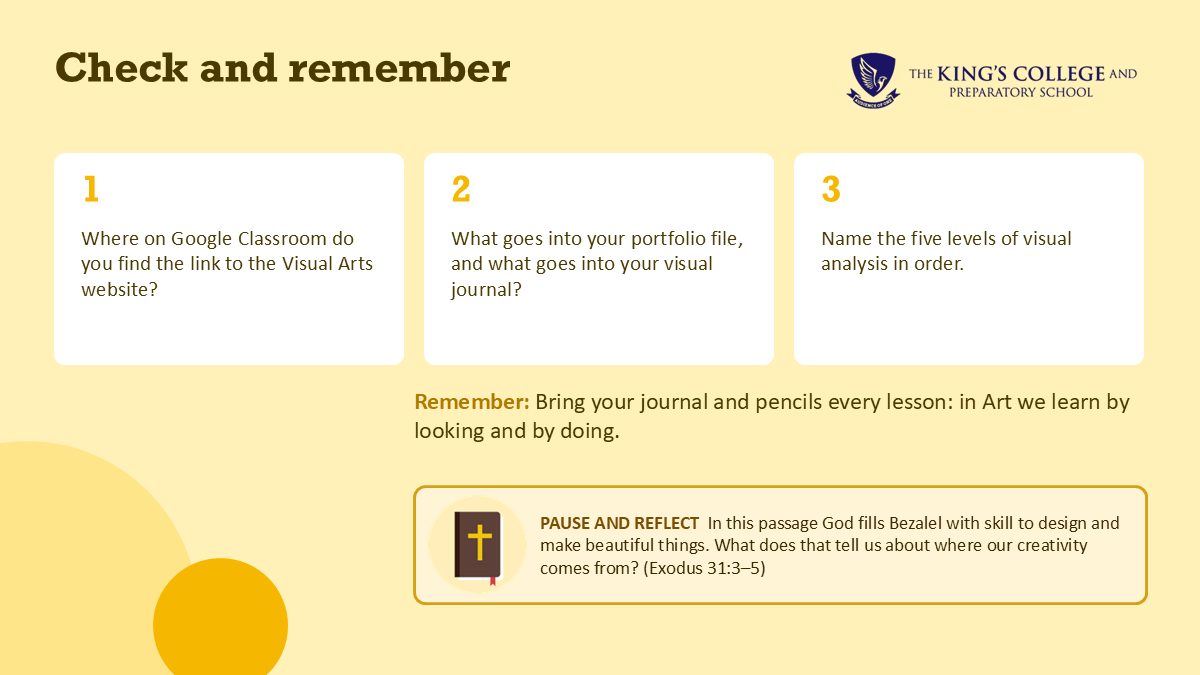 Check and remember
THE KING'S COLLEGE AND
PREPARATORY SCHOOL
AUDIENCE OF ONE
1
Where on Google Classroom do
you find the link to the Visual Arts
website?
2
What goes into your portfolio file,
and what goes into your visual
journal?
3
Name the five levels of visual
analysis in order.
Remember: Bring your journal and pencils every lesson: in Art we learn by
looking and by doing.
PAUSE AND REFLECT In this passage God fills Bezalel with skill to design and
make beautiful things. What does that tell us about where our creativity
comes from? (Exodus 31:3–5)